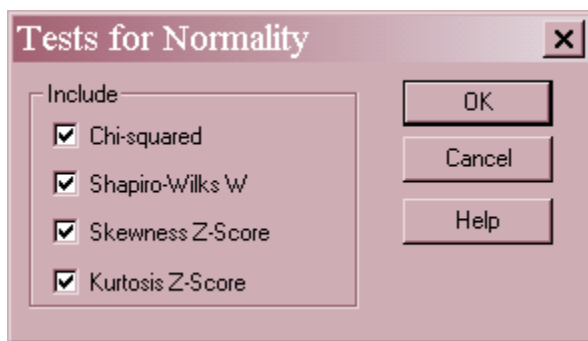 Tests for Normality
Include
Chi-squared
Shapiro-Wilks W
Skewness Z-Score
Kurtosis Z-Score
OK
Cancel
Help